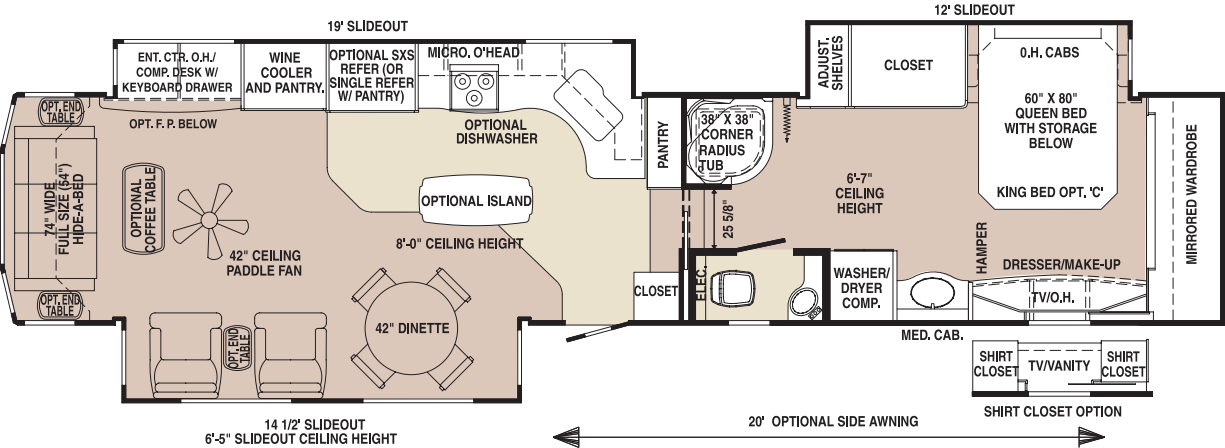 19' SLIDEOUT
12' SLIDEOUT
ENT. CTR. O.H./
COMP. DESK W/
KEYBOARD DRAWER
WINE
COOLER
AND PANTRY.
OPTIONAL SXS
REFER (OR
SINGLE REFER
W/ PANTRY)
MICRO. O'HEAD
ADJUST.
SHELVES
CLOSET
O.H. CABS
60" X 80"
QUEEN BED
WITH STORAGE
BELOW
KING BED OPT. 'C'
OPT. END
TABLE
OPT. F.P. BELOW
OPTIONAL
DISHWASHER
PANTRY
38" X 38"
CORNER
RADIUS
TUB
74" WIDE
FULL SIZE (54")
HIDE-A-BED
OPTIONAL
COFFEE TABLE
OPTIONAL ISLAND
6'-7"
CEILING
HEIGHT
MIRRORED WARDROBE
25 5/8"
42" CEILING
PADDLE FAN
8'-0" CEILING HEIGHT
HAMPER
DRESSER/MAKE-UP
OPT. END
TABLE
CLOSET
ELEC.
WASHER/
DRYER
COMP.
TV/O.H.
OPT. END
TABLE
42" DINETTE
MED. CAB.
SHIRT
CLOSET
TV/VANITY
SHIRT
CLOSET
SHIRT CLOSET OPTION
14 1/2' SLIDEOUT
6'-5" SLIDEOUT CEILING HEIGHT
20' OPTIONAL SIDE AWNING